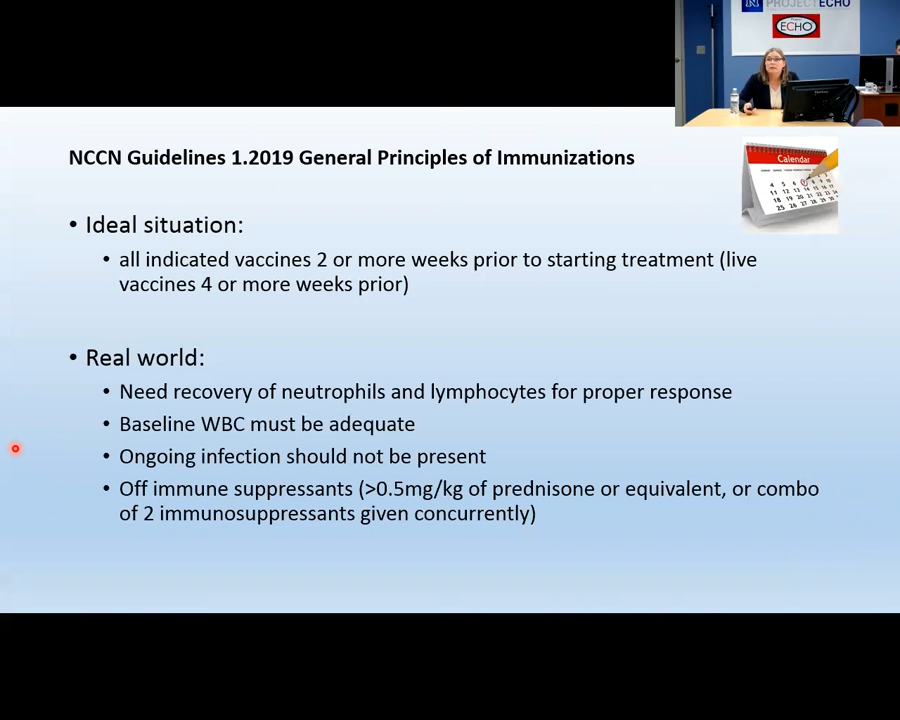 N PROJECT ECHO
ECHO
NCCN Guidelines 1.2019 General Principles of Immunizations
Calendar
• Ideal situation:
• all indicated vaccines 2 or more weeks prior to starting treatment (live
vaccines 4 or more weeks prior)
• Real world:
• Need recovery of neutrophils and lymphocytes for proper response
• Baseline WBC must be adequate
• Ongoing infection should not be present
• Off immune suppressants (>0.5mg/kg of prednisone or equivalent, or combo
of 2 immunosuppressants given concurrently)